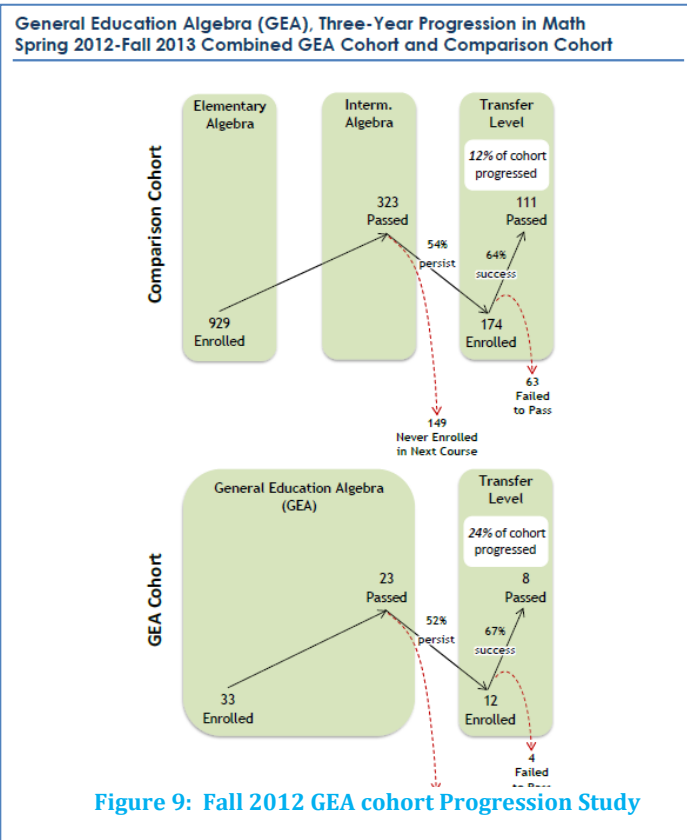 General Education Algebra (GEA), Three-Year Progression in Math
Spring 2012-Fall 2013 Combined GEA Cohort and Comparison Cohort
Comparison Cohort
Elementary
Algebra
Interm.
Algebra
Transfer
Level
12% of cohort
progressed
323
Passed
111
Passed
54%
persist
64%
success
929
Enrolled
174
Enrolled
63
Failed
to Pass
149
Never Enrolled
in Next Course
GEA Cohort
General Education Algebra
(GEA)
Transfer
Level
24% of cohort
progressed
23
Passed
8
Passed
52%
persist
67%
success
33
Enrolled
12
Enrolled
4
Failed
to Pass
Figure 9: Fall 2012 GEA cohort Progression Study